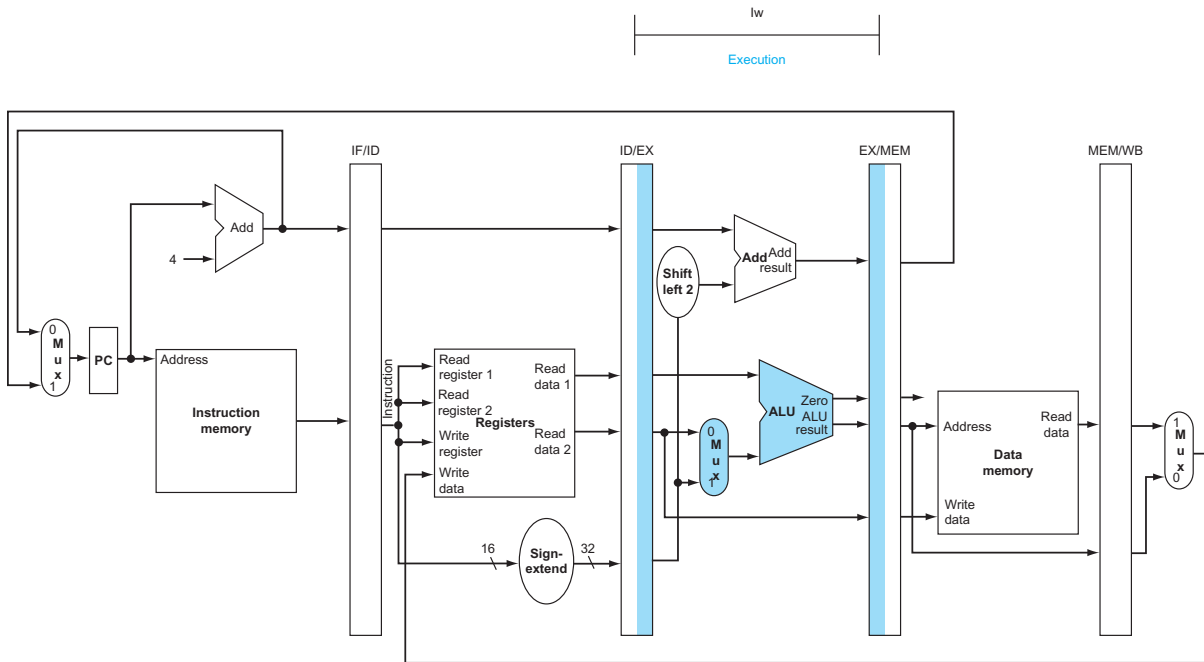 lw
Execution
IF/ID
ID/EX
EX/MEM
MEM/WB
Add
4
Shift
left 2
Add
Add
result
0
M
u
x
1
PC
Address
Instruction
memory
Instruction
Read
register 1
Read
register 2
Write
register
Write
data
Registers
Read
data 1
Read
data 2
16
Sign-
extend
32
0
M
u
x
1
ALU
Zero
ALU
result
Address
Write
data
Data
memory
Read
data
1
M
u
x
0